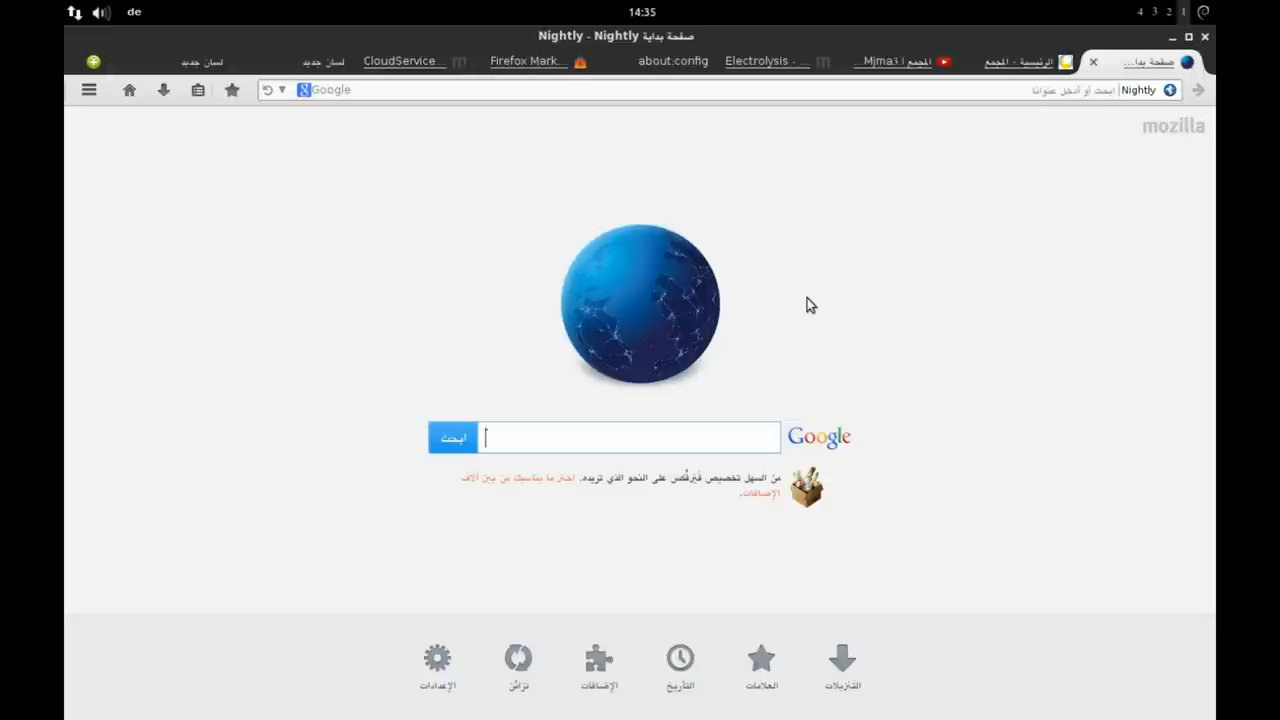 de
14:35
4 3 2 1
صفحة بداية Nightly - Nightly
صفحة بدا...
الرئيسية - المجمع
المجمع | Mjma3...
Electrolysis - ...
about:config
Firefox Mark...
CloudService...
لسان جديد
لسان جديد
Nightly
ابحث أو أدخل عنوانا
Google
mozilla
ابحث
Google
من السهل تخصيص فَيَرفُكس على النحو الذي تريده. اختر ما يناسبك من بين آلاف
الإضافات.
التنزيلات
العلامات
التأريخ
الإضافات
تزامُن
الإعدادات